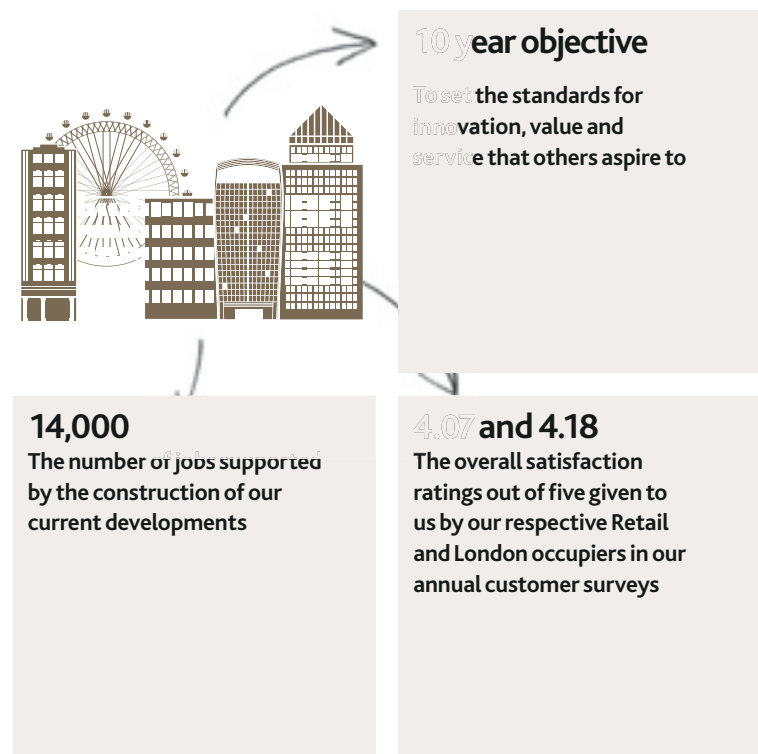 10 year objective
To set the standards for
innovation, value and
service that others aspire to
14,000
The number of jobs supported
by the construction of our
current developments
4.07 and 4.18
The overall satisfaction
ratings out of five given to
us by our respective Retail
and London occupiers in our
annual customer surveys